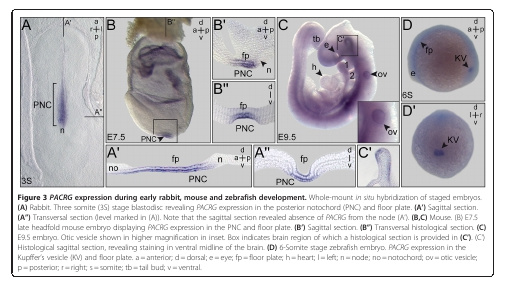 A
A'
a
r l
p
PNC
n
A"
3S
B
B'
d
a p
v
PNC
E7.5
B'
d
a p
v
fp
n
PNC
B"
d
l
v
fp
PNC
C
C'
tb
e
h
1
2
ov
E9.5
ov
D
d
a p
v
fp
KV
e
6S
D'
d
l r
v
KV
A'
fp
n
d
a p
v
no
PNC
A"
fp
d
l
v
PNC
C'
Figure 3 PACRG expression during early rabbit, mouse and zebrafish development. Whole-mount in situ hybridization of staged embryos.
(A) Rabbit. Three somite (3S) stage blastodisc revealing PACRG expression in the posterior notochord (PNC) and floor plate. (A') Sagittal section.
(A") Transversal section (level marked in (A)). Note that the sagittal section revealed absence of PACRG from the node (A'). (B,C) Mouse. (B) E7.5
late headfold mouse embryo displaying PACRG expression in the PNC and floor plate. (B') Sagittal section. (B") Transversal histological section. (C)
E9.5 embryo. Otic vesicle shown in higher magnification in inset. Box indicates brain region of which a histological section is provided in (C'). (C')
Histological sagittal section, revealing staining in ventral midline of the brain. (D) 6-Somite stage zebrafish embryo. PACRG expression in the
Kupffer's vesicle (KV) and floor plate. a = anterior; d = dorsal; e = eye; fp = floor plate; h = heart; l = left; n = node; no = notochord; ov = otic vesicle;
p = posterior; r = right; s = somite; tb = tail bud; v = ventral.